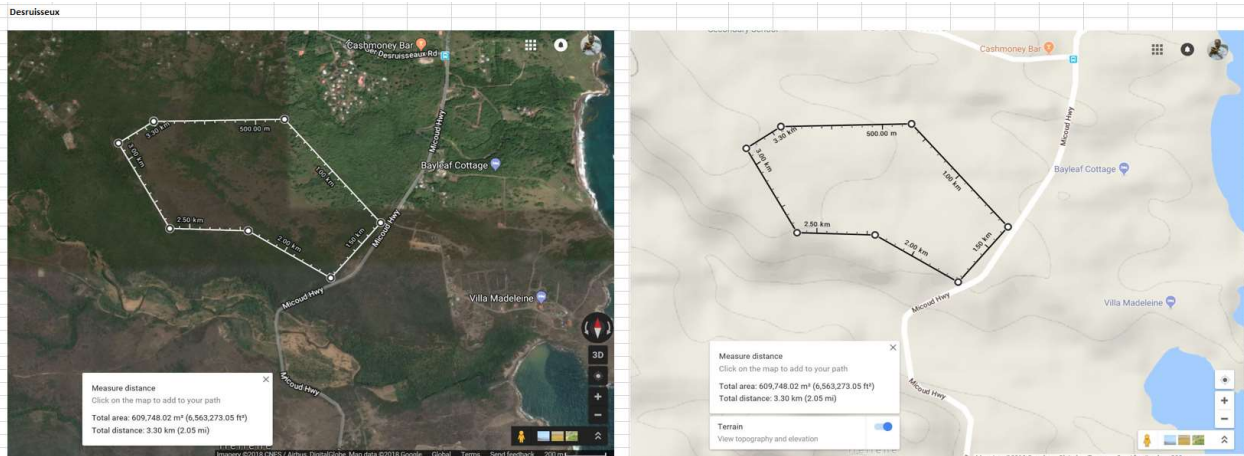 Desruisseux
Cashmoney Bar
Desruisseaux Rd
3.30 km
500.00 m
Micoud Hwy
3.00 km
1.00 km
Bayleaf Cottage
2.50 km
2.00 km
1.50 km
Micoud Hwy
Micoud Hwy
Villa Madeleine
3D
Micoud Hwy
Measure distance
Click on the map to add to your path
Total area: 609,748.02 m² (6,563,273.05 ft²)
Total distance: 3.30 km (2.05 mi)
Imagery ©2018 CNES / Airbus, DigitalGlobe, Map data ©2018 Google Global Terms Send feedback 200 m
Secondary School
Cashmoney Bar
3.30 km
500.00 m
Micoud Hwy
3.00 km
1.00 km
Bayleaf Cottage
2.50 km
2.00 km
1.50 km
Micoud Hwy
Villa Madeleine
Micoud Hwy
Measure distance
Click on the map to add to your path
Total area: 609,748.02 m² (6,563,273.05 ft²)
Total distance: 3.30 km (2.05 mi)
Terrain
View topography and elevation